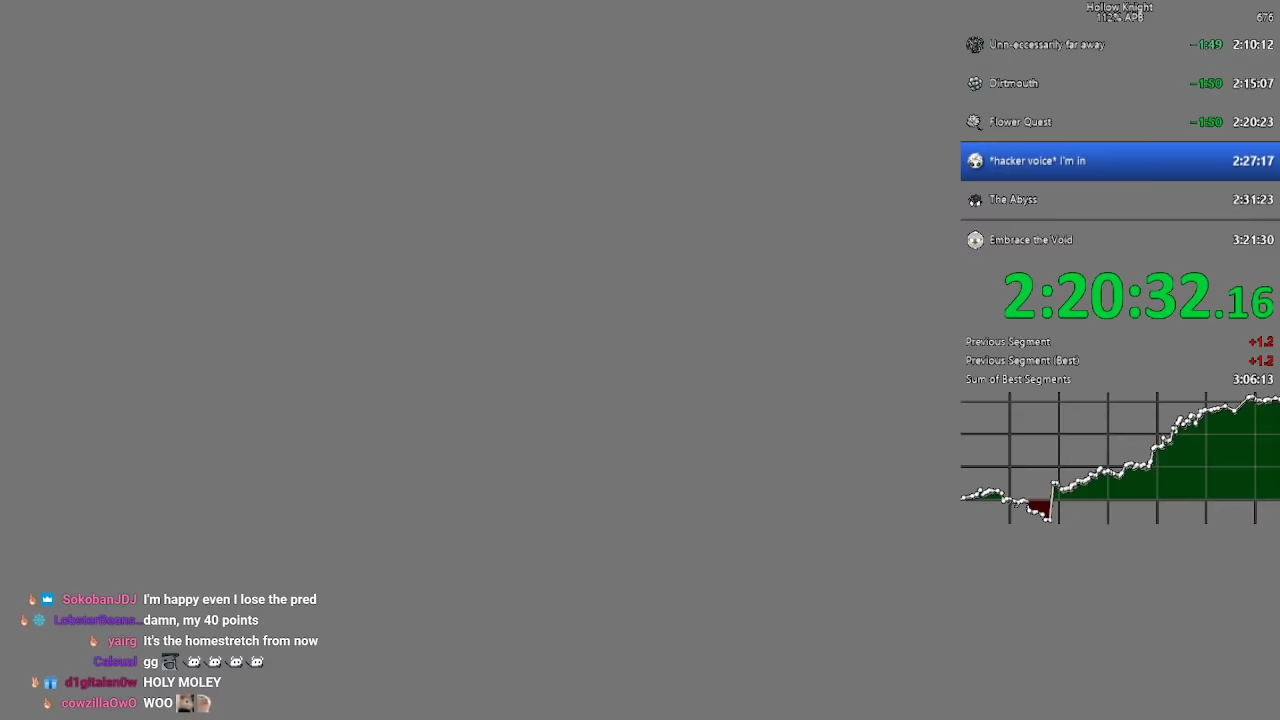 Hollow Knight
112% APB 676
Unn-eccessarily far away -1:49 2:10:12
Dirtmouth -1:50 2:15:07
Flower Quest -1:50 2:20:23
*hacker voice* I'm in 2:27:17
The Abyss 2:31:23
Embrace the Void 3:21:30
2:20:32.16
Previous Segment +1.2
Previous Segment (Best) +1.2
Sum of Best Segments 3:06:13
SokobanJDJ I'm happy even I lose the pred
LobsterBeans... damn, my 40 points
yairg It's the homestretch from now
Calsual gg
d1gitalsn0w HOLY MOLEY
cowzillaOwO WOO